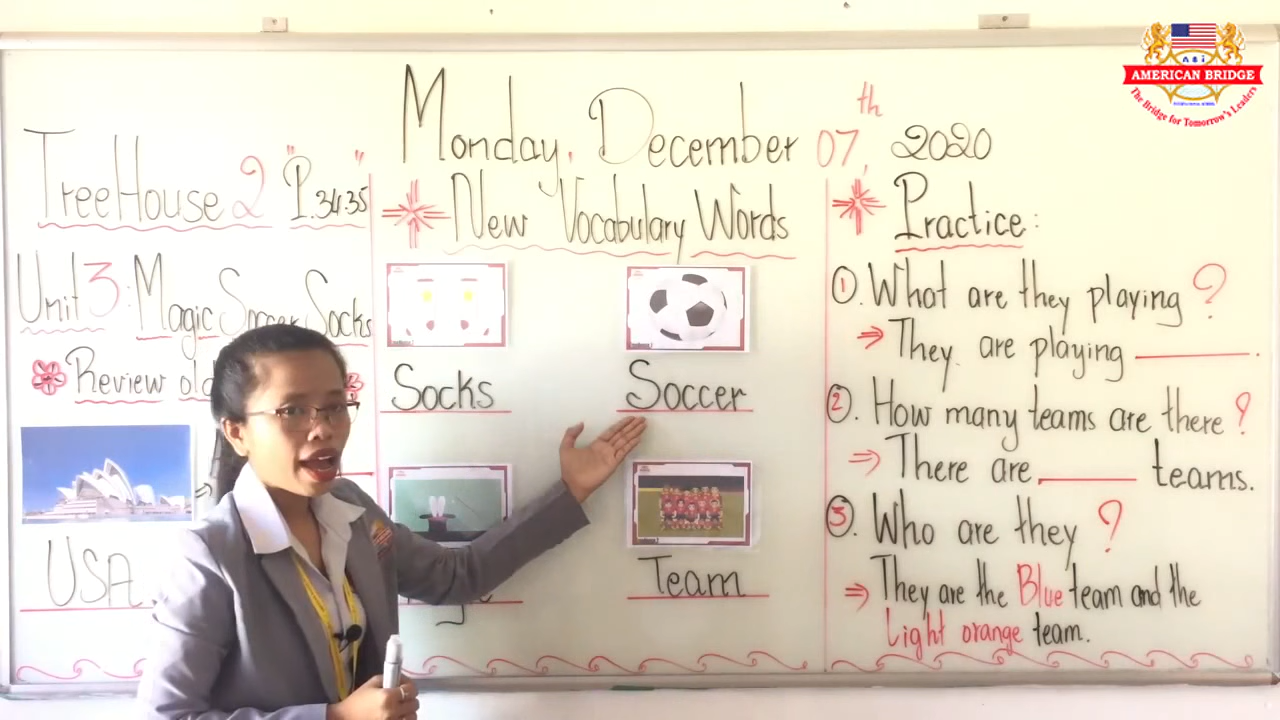 AMERICAN BRIDGE
The Bridge for Tomorrow's Leaders
Monday, December 07th, 2020
TreeHouse 2 "P.34-35"
Unit 3: Magic Soccer Socks
Review old
USA
New Vocabulary Words
Socks
Soccer
Team
Practice:
1. What are they playing?
⇒ They are playing ______.
2. How many teams are there?
⇒ There are ______ teams.
3. Who are they?
⇒ They are the Blue team and the
Light orange team.